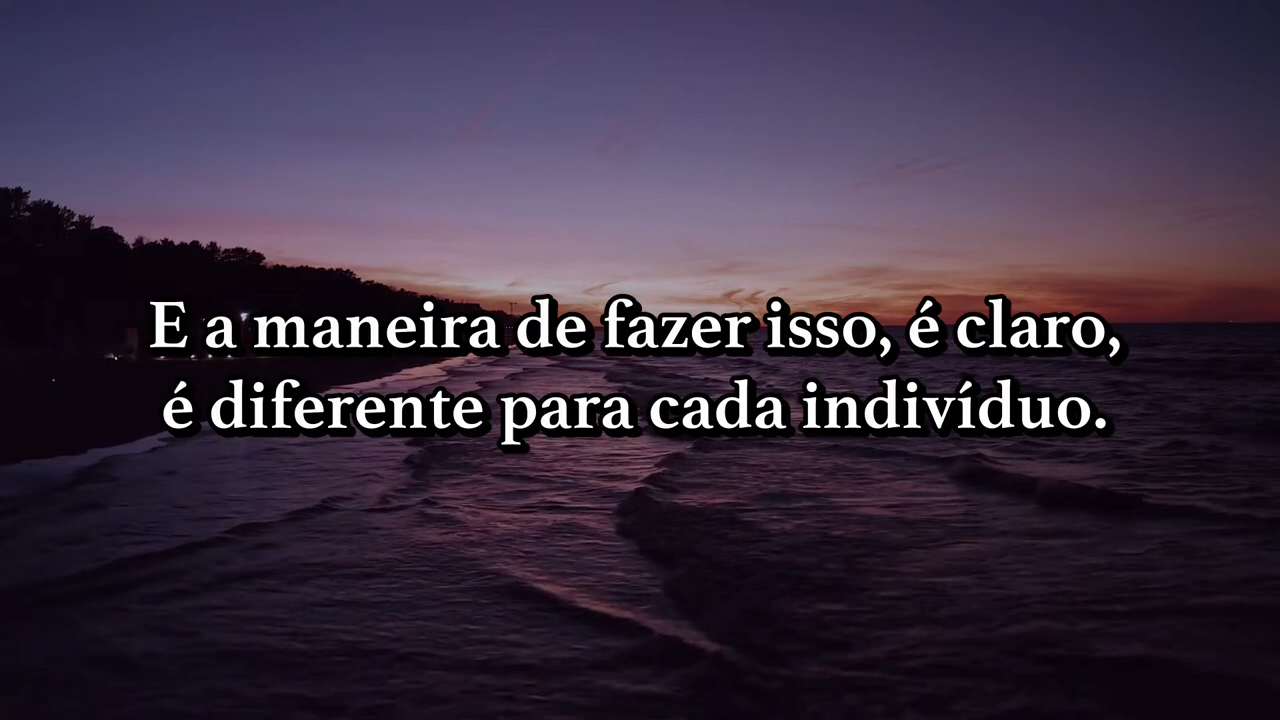 E a maneira de fazer isso, é claro,
é diferente para cada indivíduo.